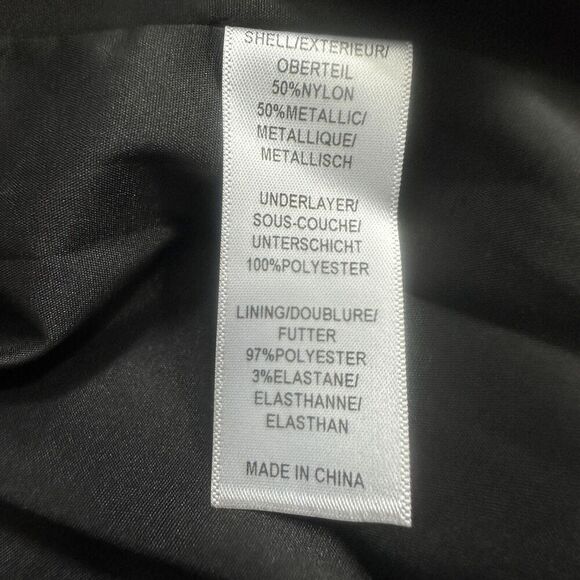 SHELL/EXTERIEUR/
OBERTEIL
50%NYLON
50%METALLIC/
METALLIQUE/
METALLISCH
UNDERLAYER/
SOUS-COUCHE/
UNTERSCHICHT
100%POLYESTER
LINING/DOUBLURE/
FUTTER
97%POLYESTER
3%ELASTANE/
ELASTHANNE/
ELASTHAN
MADE IN CHINA